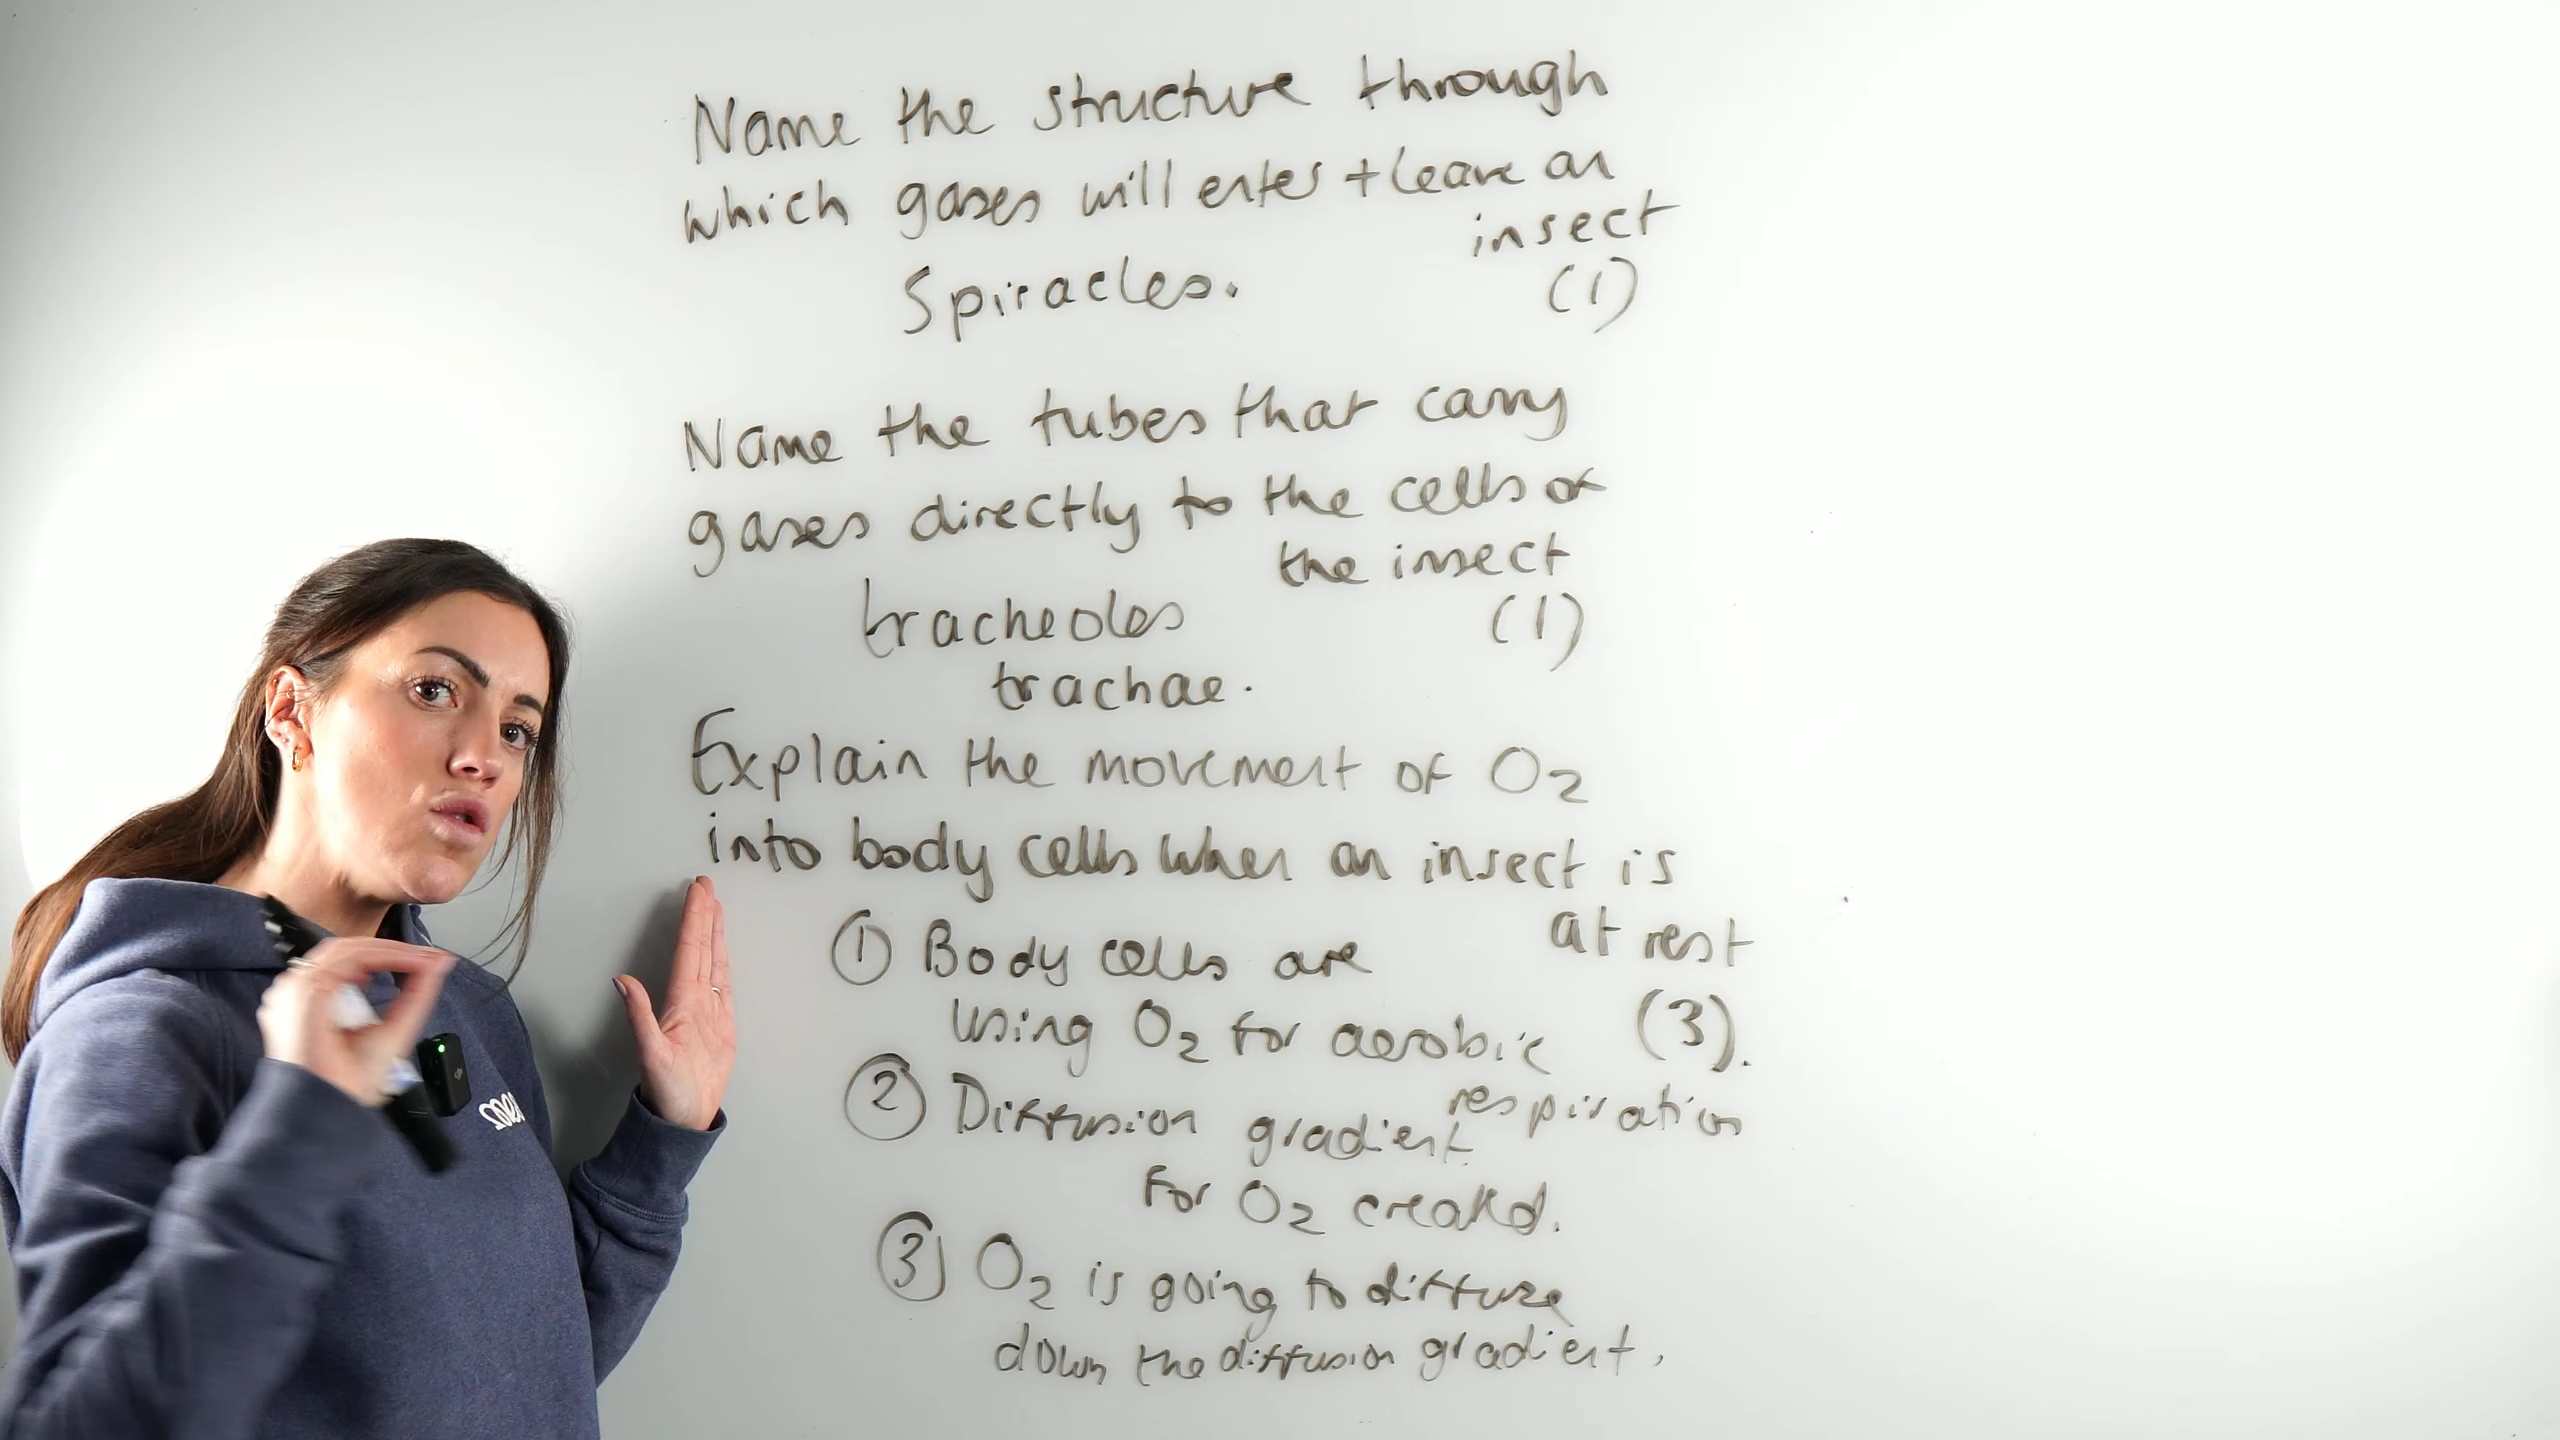 Name the structure through
which gases will enter + leave an
insect
Spiracles.
(1)
Name the tubes that carry
gases directly to the cells of
the insect
tracheoles
(1)
trachae.
Explain the movement of O2
into body cells when an insect is
at rest
① Body cells are
using O2 for aerobic
(3).
respiration
② Diffusion gradient
for O2 created.
③ O2 is going to diffuse
down the diffusion gradient.